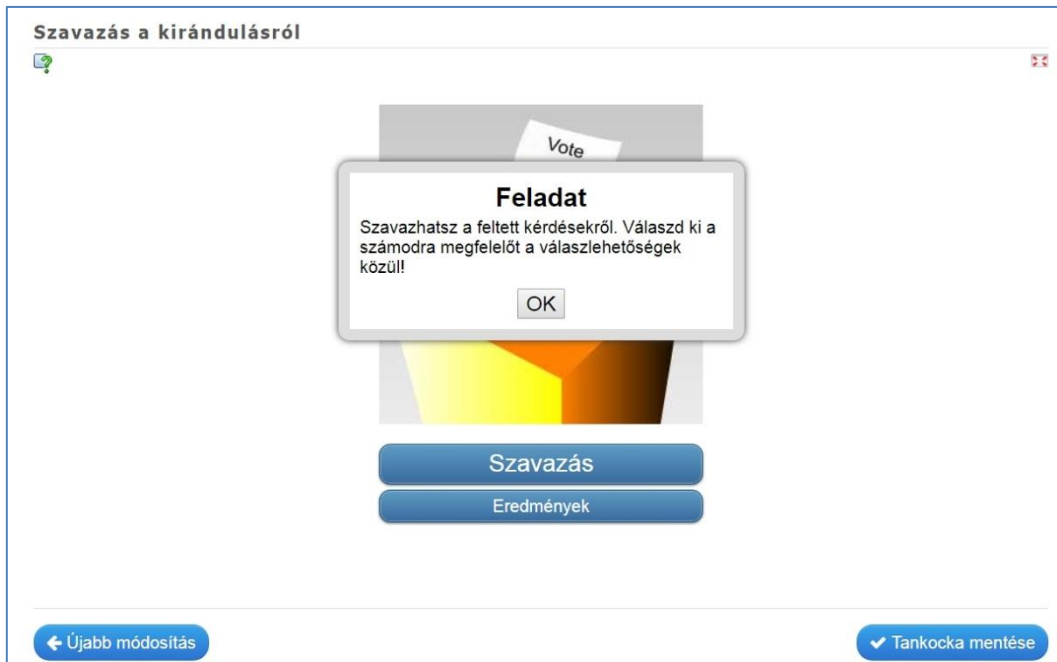 Szavazás a kirándulásról
Vote
Feladat
Szavazhatsz a feltett kérdésekről. Válaszd ki a
számodra megfelelőt a válaszlehetőségek
közül!
OK
Szavazás
Eredmények
Újabb módosítás
Tankocka mentése